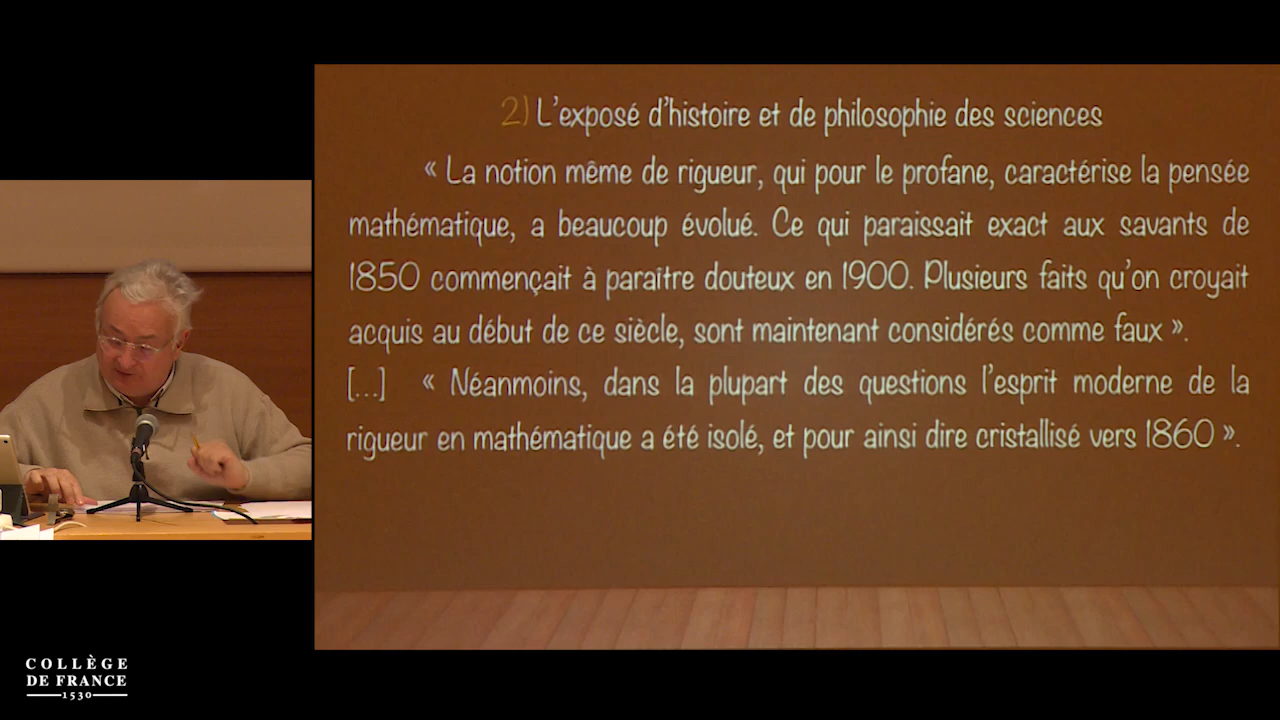 2) L'exposé d'histoire et de philosophie des sciences
« La notion même de rigueur, qui pour le profane, caractérise la pensée
mathématique, a beaucoup évolué. Ce qui paraissait exact aux savants de
1850 commençait à paraître douteux en 1900. Plusieurs faits qu'on croyait
acquis au début de ce siècle, sont maintenant considérés comme faux ».
[...] « Néanmoins, dans la plupart des questions l'esprit moderne de la
rigueur en mathématique a été isolé, et pour ainsi dire cristallisé vers 1860 ».
COLLÈGE
DE FRANCE
1530